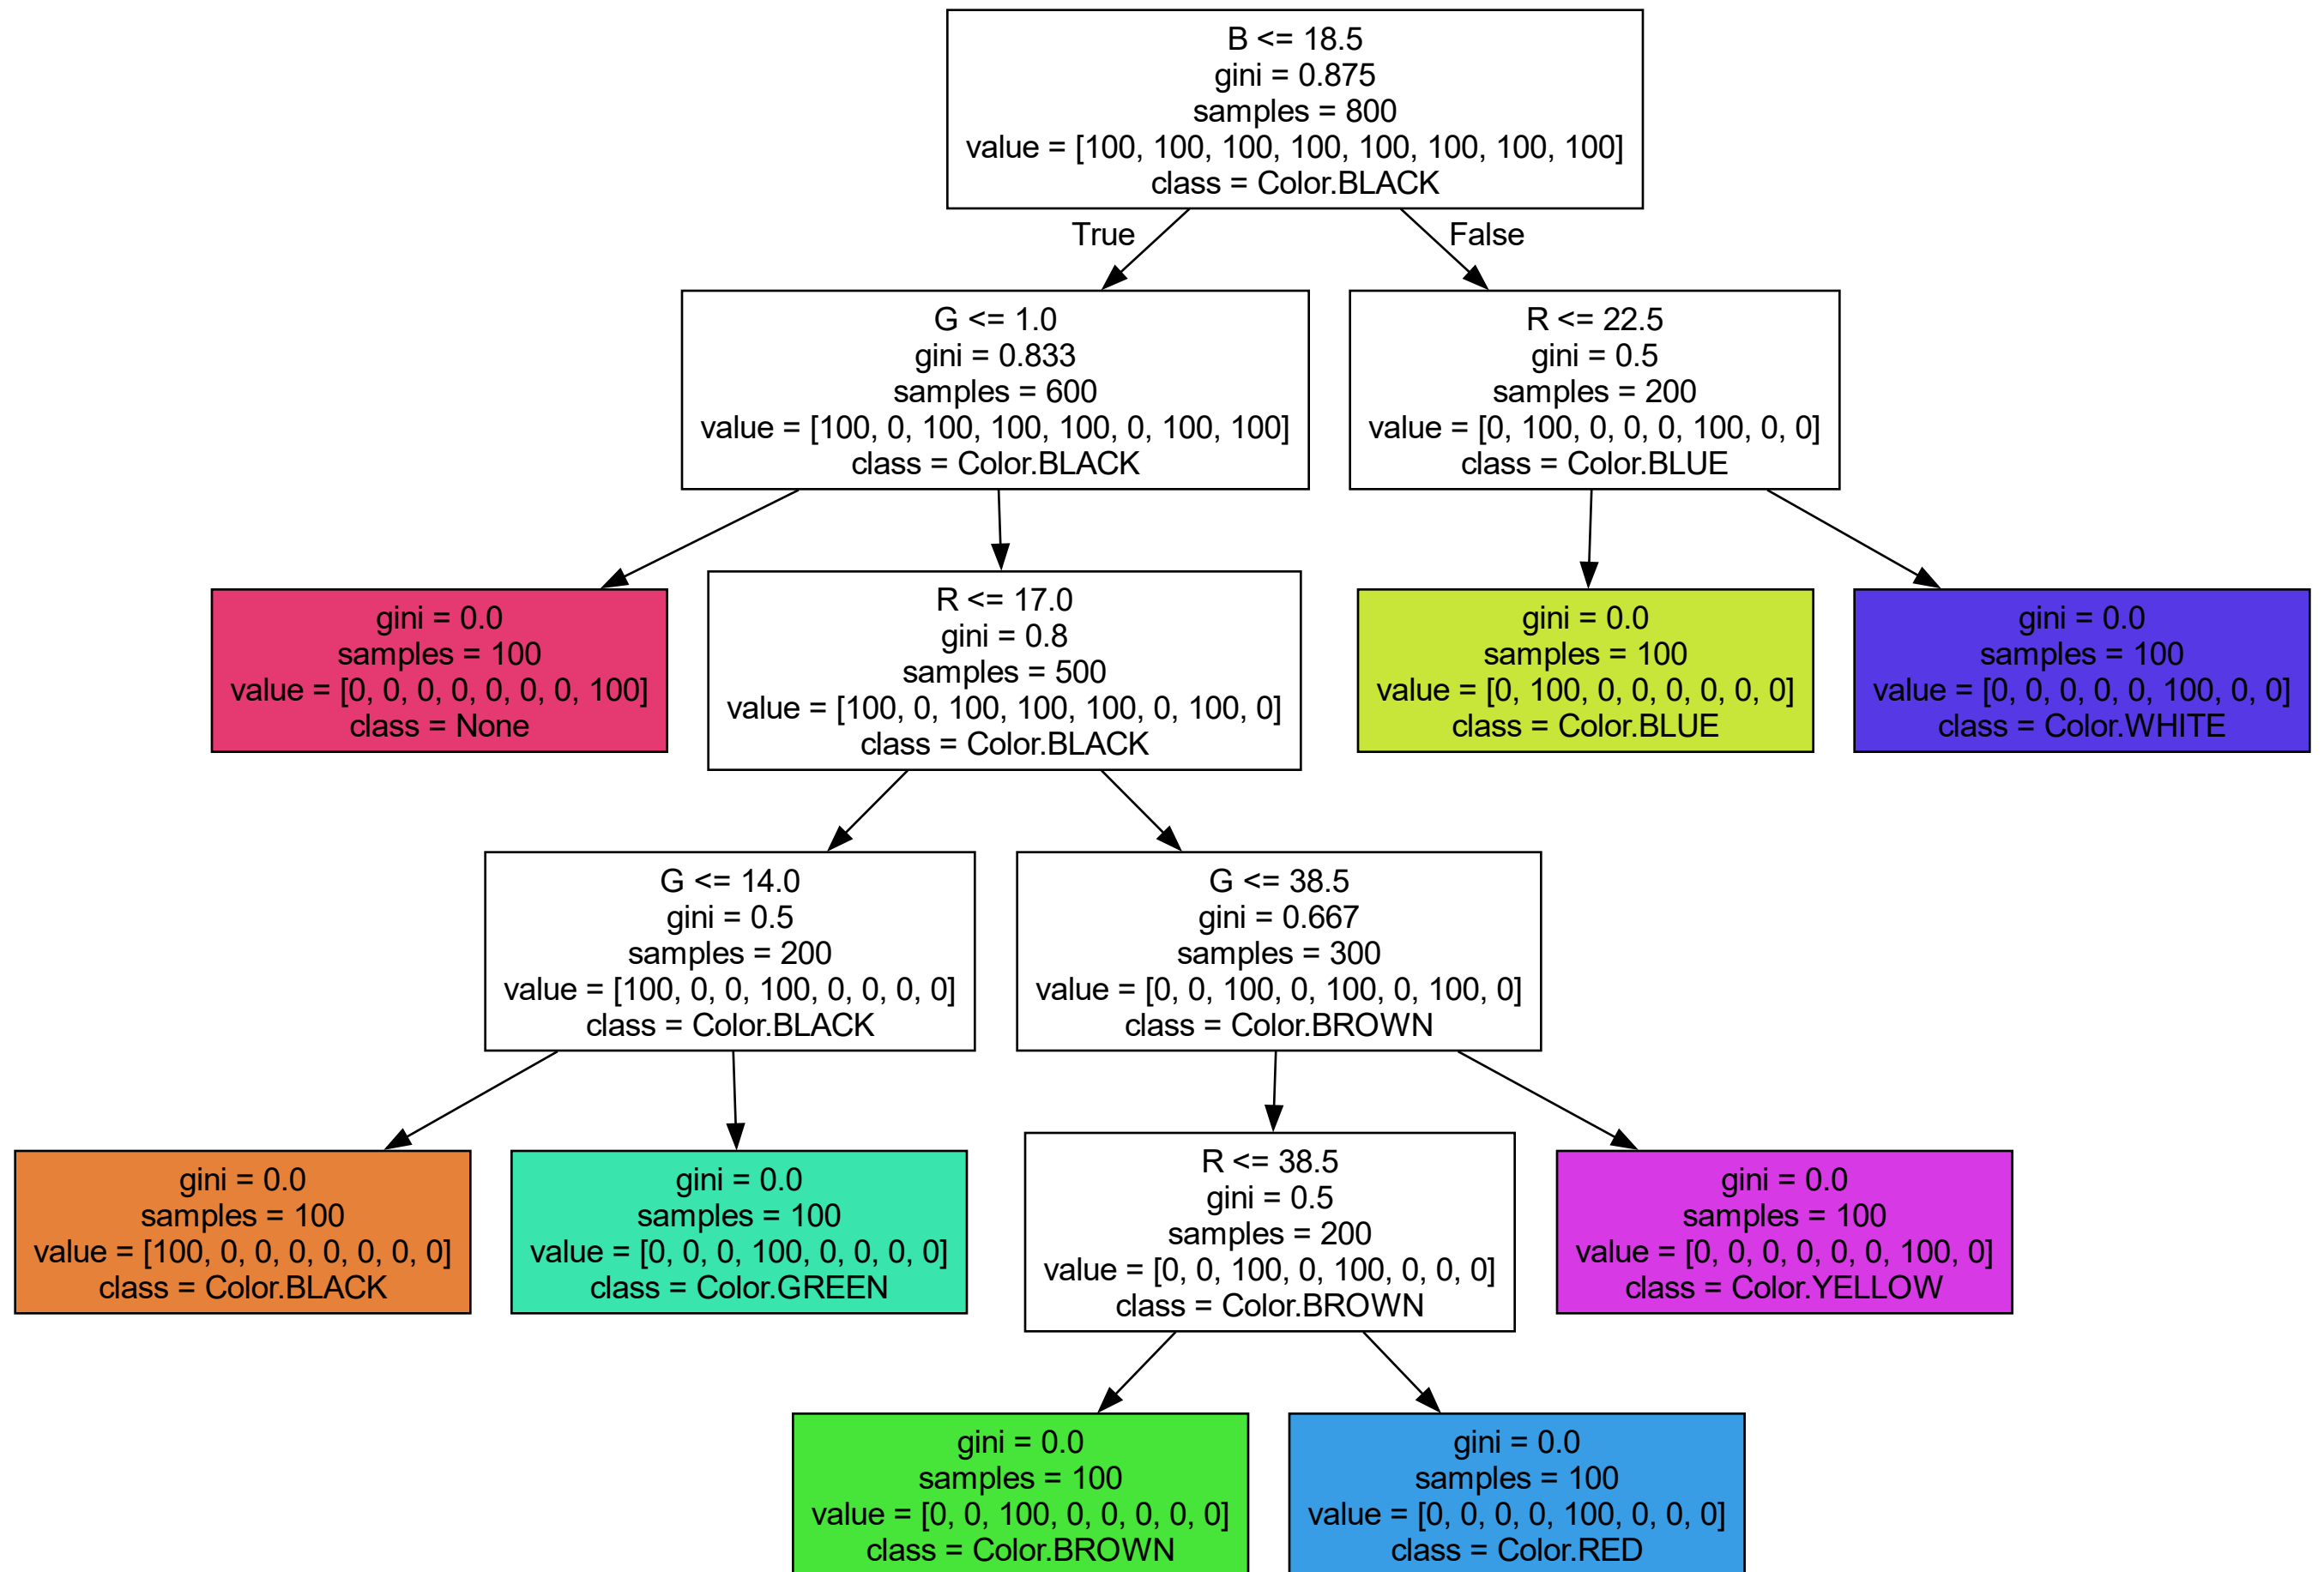 B <= 18.5
gini = 0.875
samples = 800
value = [100, 100, 100, 100, 100, 100, 100, 100]
class = Color.BLACK
True
False
G <= 1.0
gini = 0.833
samples = 600
value = [100, 0, 100, 100, 100, 0, 100, 100]
class = Color.BLACK
R <= 22.5
gini = 0.5
samples = 200
value = [0, 100, 0, 0, 0, 100, 0, 0]
class = Color.BLUE
gini = 0.0
samples = 100
value = [0, 0, 0, 0, 0, 0, 0, 100]
class = None
R <= 17.0
gini = 0.8
samples = 500
value = [100, 0, 100, 100, 100, 0, 100, 0]
class = Color.BLACK
gini = 0.0
samples = 100
value = [0, 100, 0, 0, 0, 0, 0, 0]
class = Color.BLUE
gini = 0.0
samples = 100
value = [0, 0, 0, 0, 0, 100, 0, 0]
class = Color.WHITE
G <= 14.0
gini = 0.5
samples = 200
value = [100, 0, 0, 100, 0, 0, 0, 0]
class = Color.BLACK
G <= 38.5
gini = 0.667
samples = 300
value = [0, 0, 100, 0, 100, 0, 100, 0]
class = Color.BROWN
gini = 0.0
samples = 100
value = [100, 0, 0, 0, 0, 0, 0, 0]
class = Color.BLACK
gini = 0.0
samples = 100
value = [0, 0, 0, 100, 0, 0, 0, 0]
class = Color.GREEN
R <= 38.5
gini = 0.5
samples = 200
value = [0, 0, 100, 0, 100, 0, 0, 0]
class = Color.BROWN
gini = 0.0
samples = 100
value = [0, 0, 0, 0, 0, 0, 100, 0]
class = Color.YELLOW
gini = 0.0
samples = 100
value = [0, 0, 100, 0, 0, 0, 0, 0]
class = Color.BROWN
gini = 0.0
samples = 100
value = [0, 0, 0, 0, 100, 0, 0, 0]
class = Color.RED